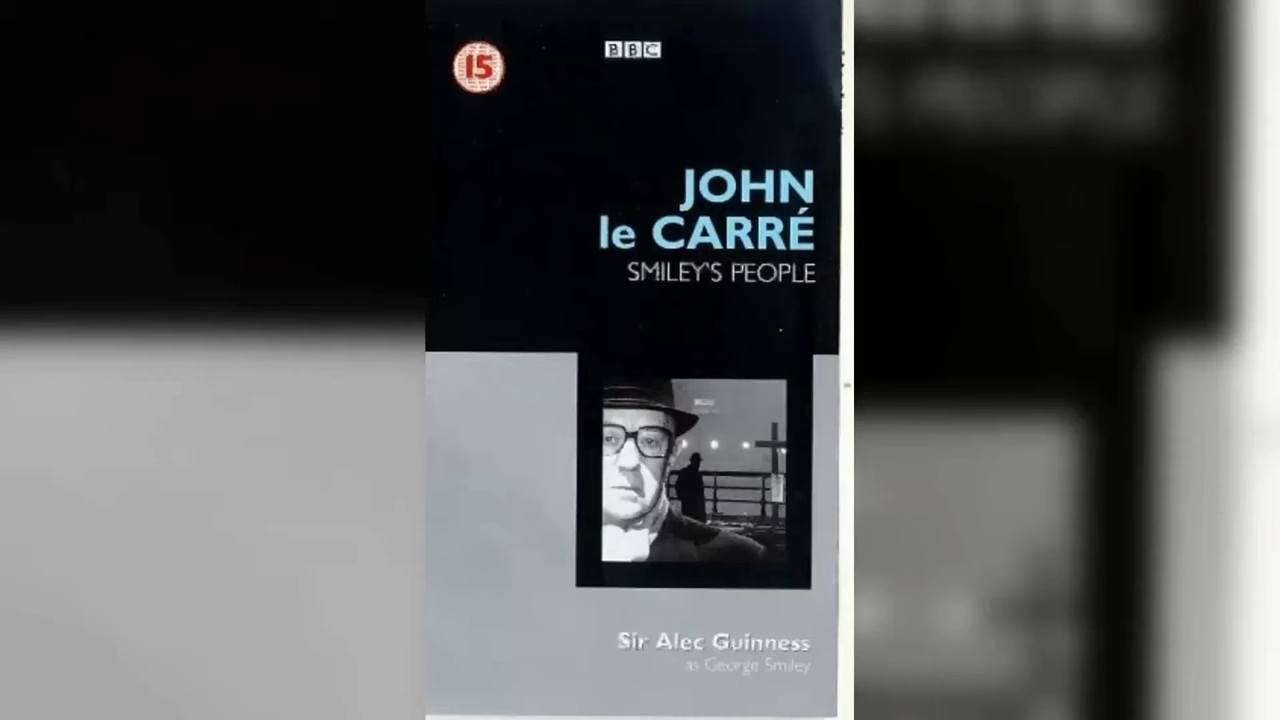 15
BBC
JOHN
le CARRÉ
SMILEY'S PEOPLE
Sir Alec Guinness
as George Smiley